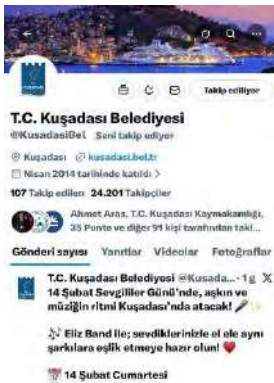 Takip ediliyor
T.C. Kuşadası Belediyesi
@KusadasiBel Seni takip ediyor
Kuşadası kusadasi.bel.tr
Nisan 2014 tarihinde katıldı >
107 Takip edilen 24.201 Takipçiler
Ahmet Aras, T.C. Kuşadası Kaymakamlığı,
35 Punto ve diğer 91 kişi tarafından taki...
Gönderi sayısı Yanıtlar Videolar Fotoğraflar
T.C. Kuşadası Belediyesi @Kusada... · 1 g
14 Şubat Sevgililer Günü'nde, aşkın ve
müziğin ritmi Kuşadası'nda atacak! 🎤✨
🎶 Eliz Band ile; sevdiklerinizle el ele aynı
şarkılara eşlik etmeye hazır olun! ❤️
📅 14 Şubat Cumartesi